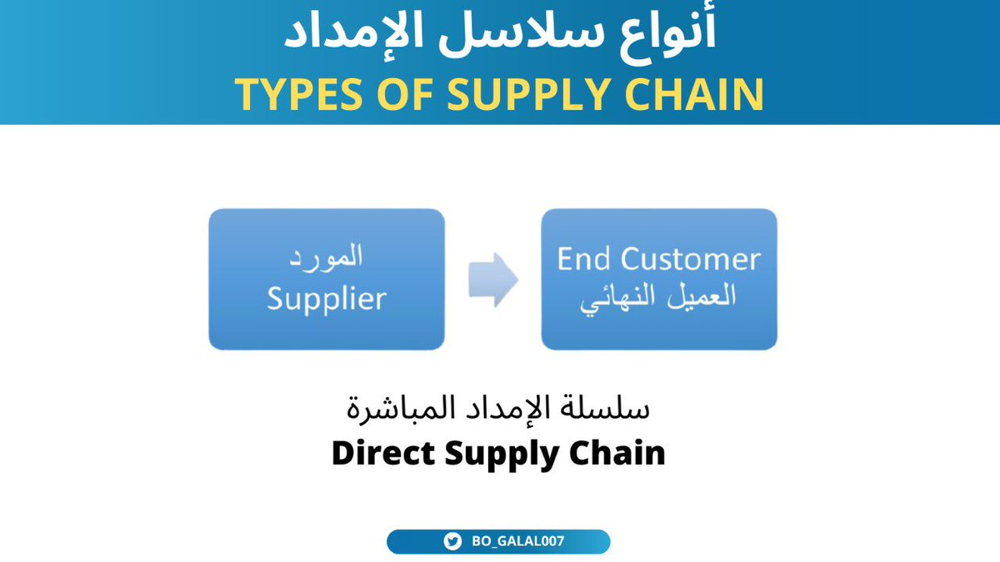 أنواع سلاسل الإمداد
TYPES OF SUPPLY CHAIN
المورد
Supplier
End Customer
العميل النهائي
سلسلة الإمداد المباشرة
Direct Supply Chain
BO_GALAL007